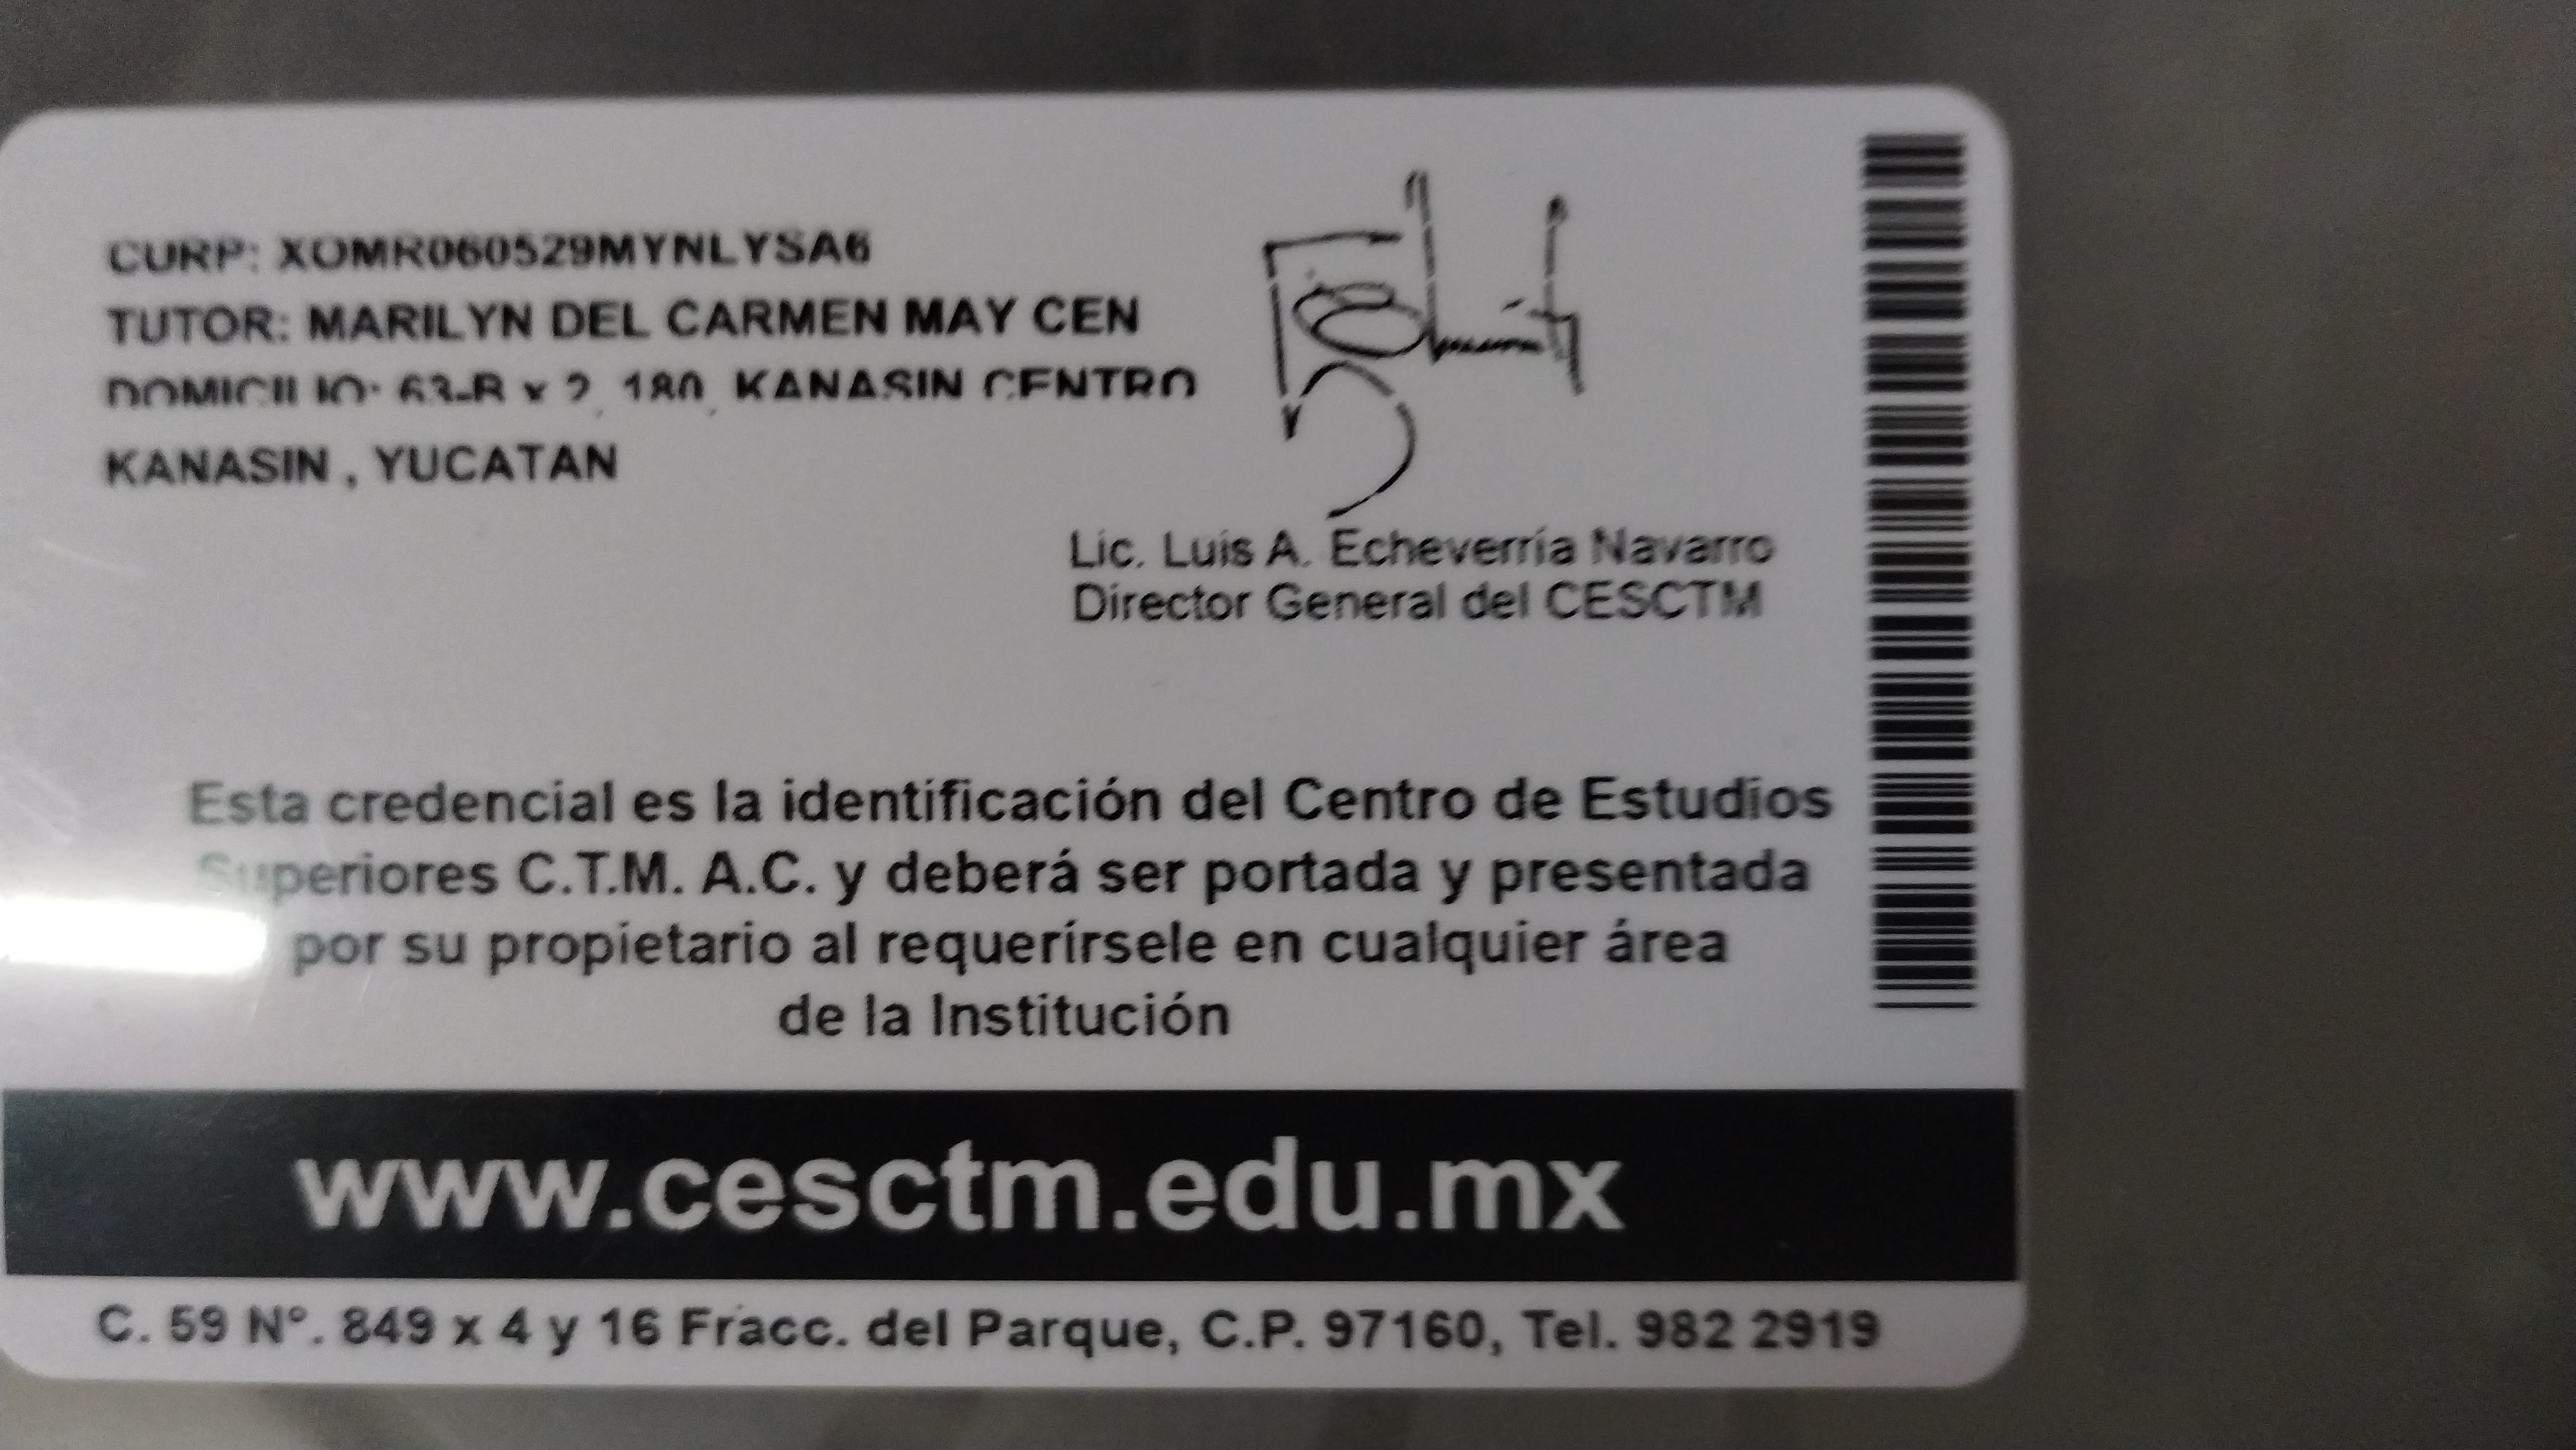 CURP: XOMR060529MYNLYSA6
TUTOR: MARILYN DEL CARMEN MAY CEN
DOMICILIO: 63-B x 2, 180, KANASIN CENTRO
KANASIN , YUCATAN
Lic. Luis A. Echeverría Navarro
Director General del CESCTM
Esta credencial es la identificación del Centro de Estudios
Superiores C.T.M. A.C. y deberá ser portada y presentada
por su propietario al requerírsele en cualquier área
de la Institución
www.cesctm.edu.mx
C. 59 N°. 849 x 4 y 16 Fracc. del Parque, C.P. 97160, Tel. 982 2919